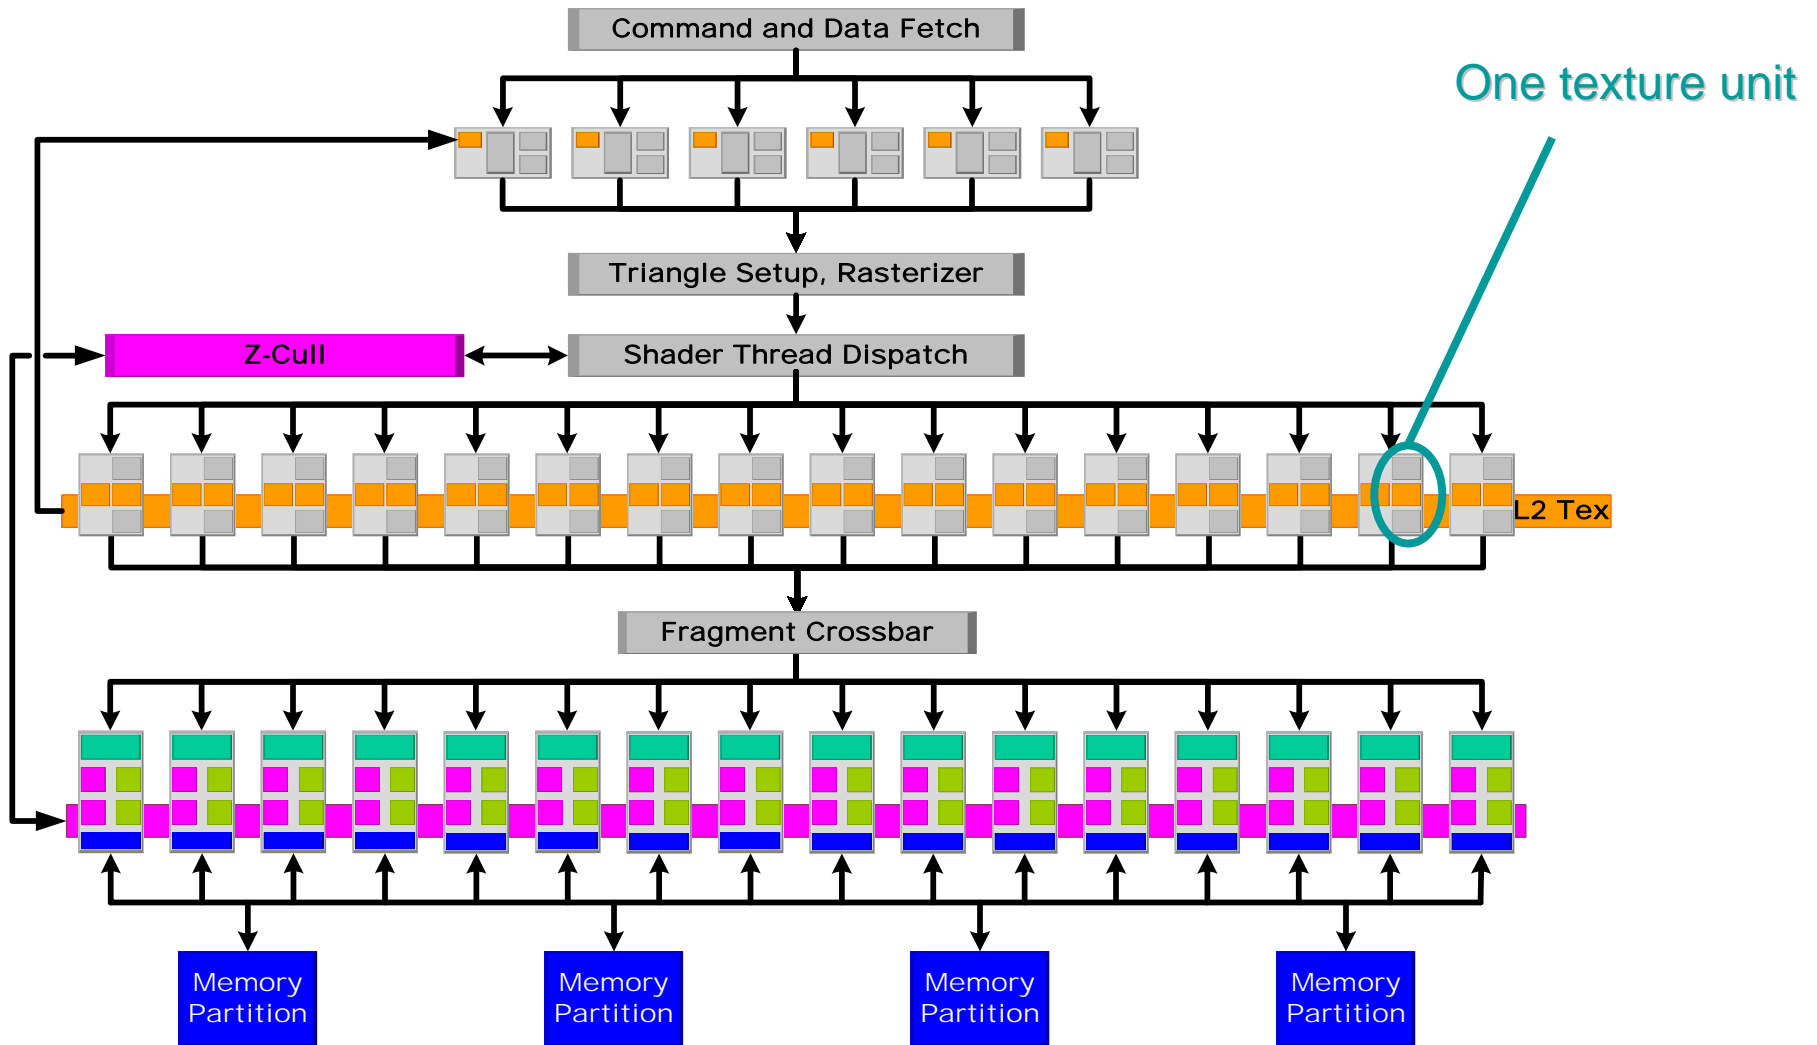 Command and Data Fetch
One texture unit
Triangle Setup, Rasterizer
Z-Cull
Shader Thread Dispatch
L2 Tex
Fragment Crossbar
Memory
Partition
Memory
Partition
Memory
Partition
Memory
Partition